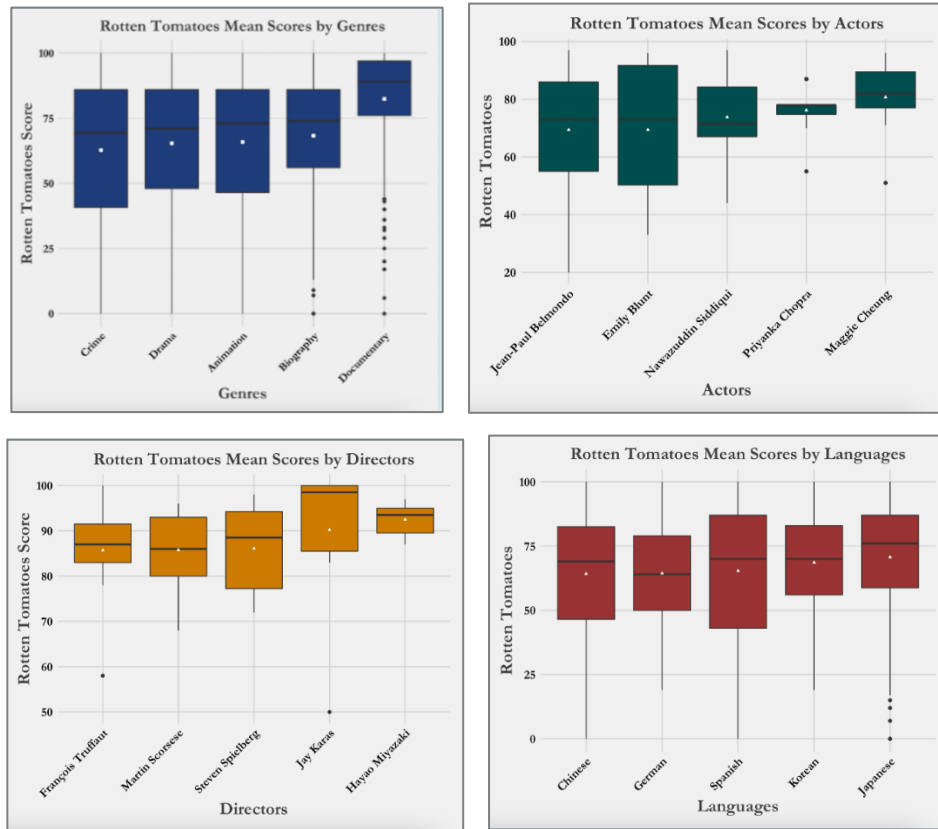 Rotten Tomatoes Mean Scores by Genres
Rotten Tomatoes Score
100
75
50
25
0
Crime
Drama
Animation
Biography
Documentary
Genres
Rotten Tomatoes Mean Scores by Actors
Rotten Tomatoes
100
80
60
40
20
Jean-Paul Belmondo
Emily Blunt
Nawazuddin Siddiqui
Priyanka Chopra
Maggie Cheung
Actors
Rotten Tomatoes Mean Scores by Directors
Rotten Tomatoes Score
100
90
80
70
60
50
François Truffaut
Martin Scorsese
Steven Spielberg
Jay Karas
Hayao Miyazaki
Directors
Rotten Tomatoes Mean Scores by Languages
Rotten Tomatoes
100
75
50
25
0
Chinese
German
Spanish
Korean
Japanese
Languages